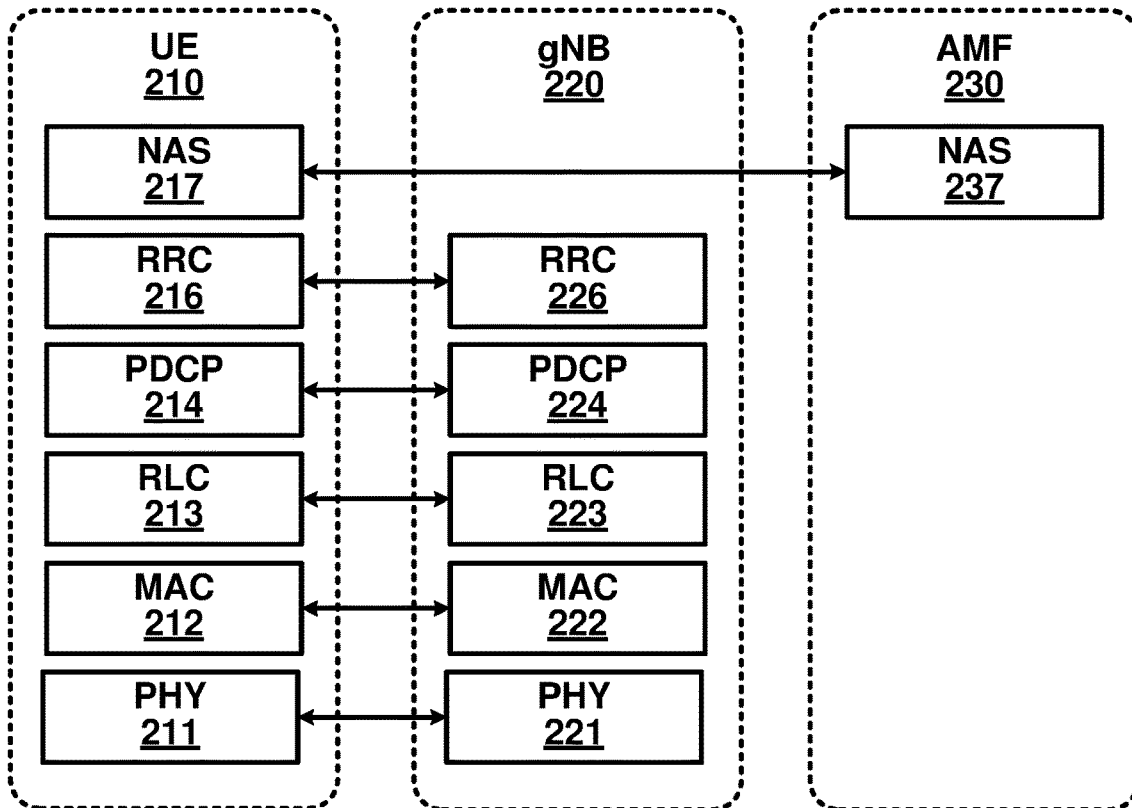 UE
210
gNB
220
AMF
230
NAS
217
NAS
237
RRC
216
RRC
226
PDCP
214
PDCP
224
RLC
213
RLC
223
MAC
212
MAC
222
PHY
211
PHY
221